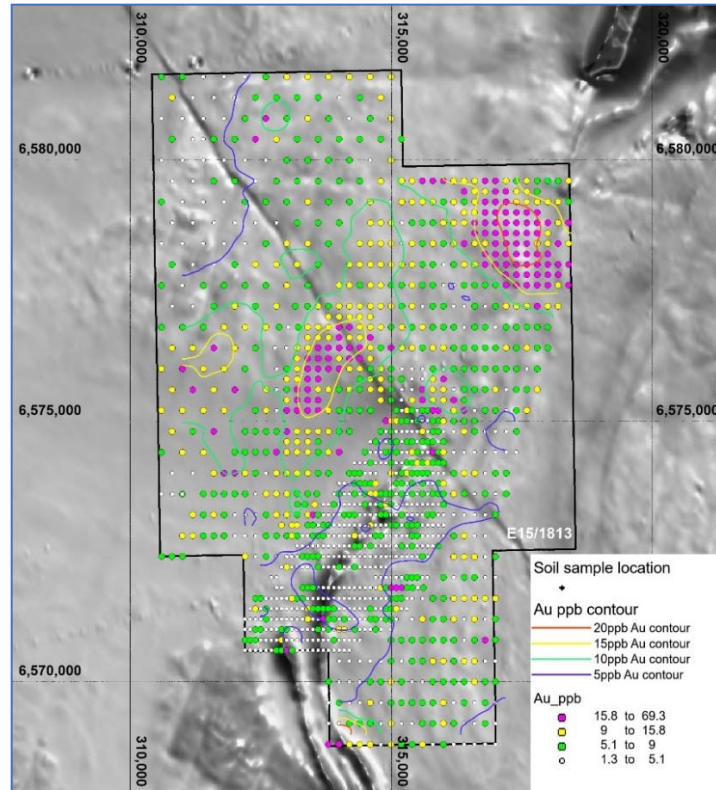 310,000
315,000
320,000
6,580,000
6,580,000
6,575,000
6,575,000
E15/1813
6,570,000
310,000
315,000
Soil sample location
Au ppb contour
20ppb Au contour
15ppb Au contour
10ppb Au contour
5ppb Au contour
Au_ppb
15.8 to 69.3
9 to 15.8
5.1 to 9
1.3 to 5.1